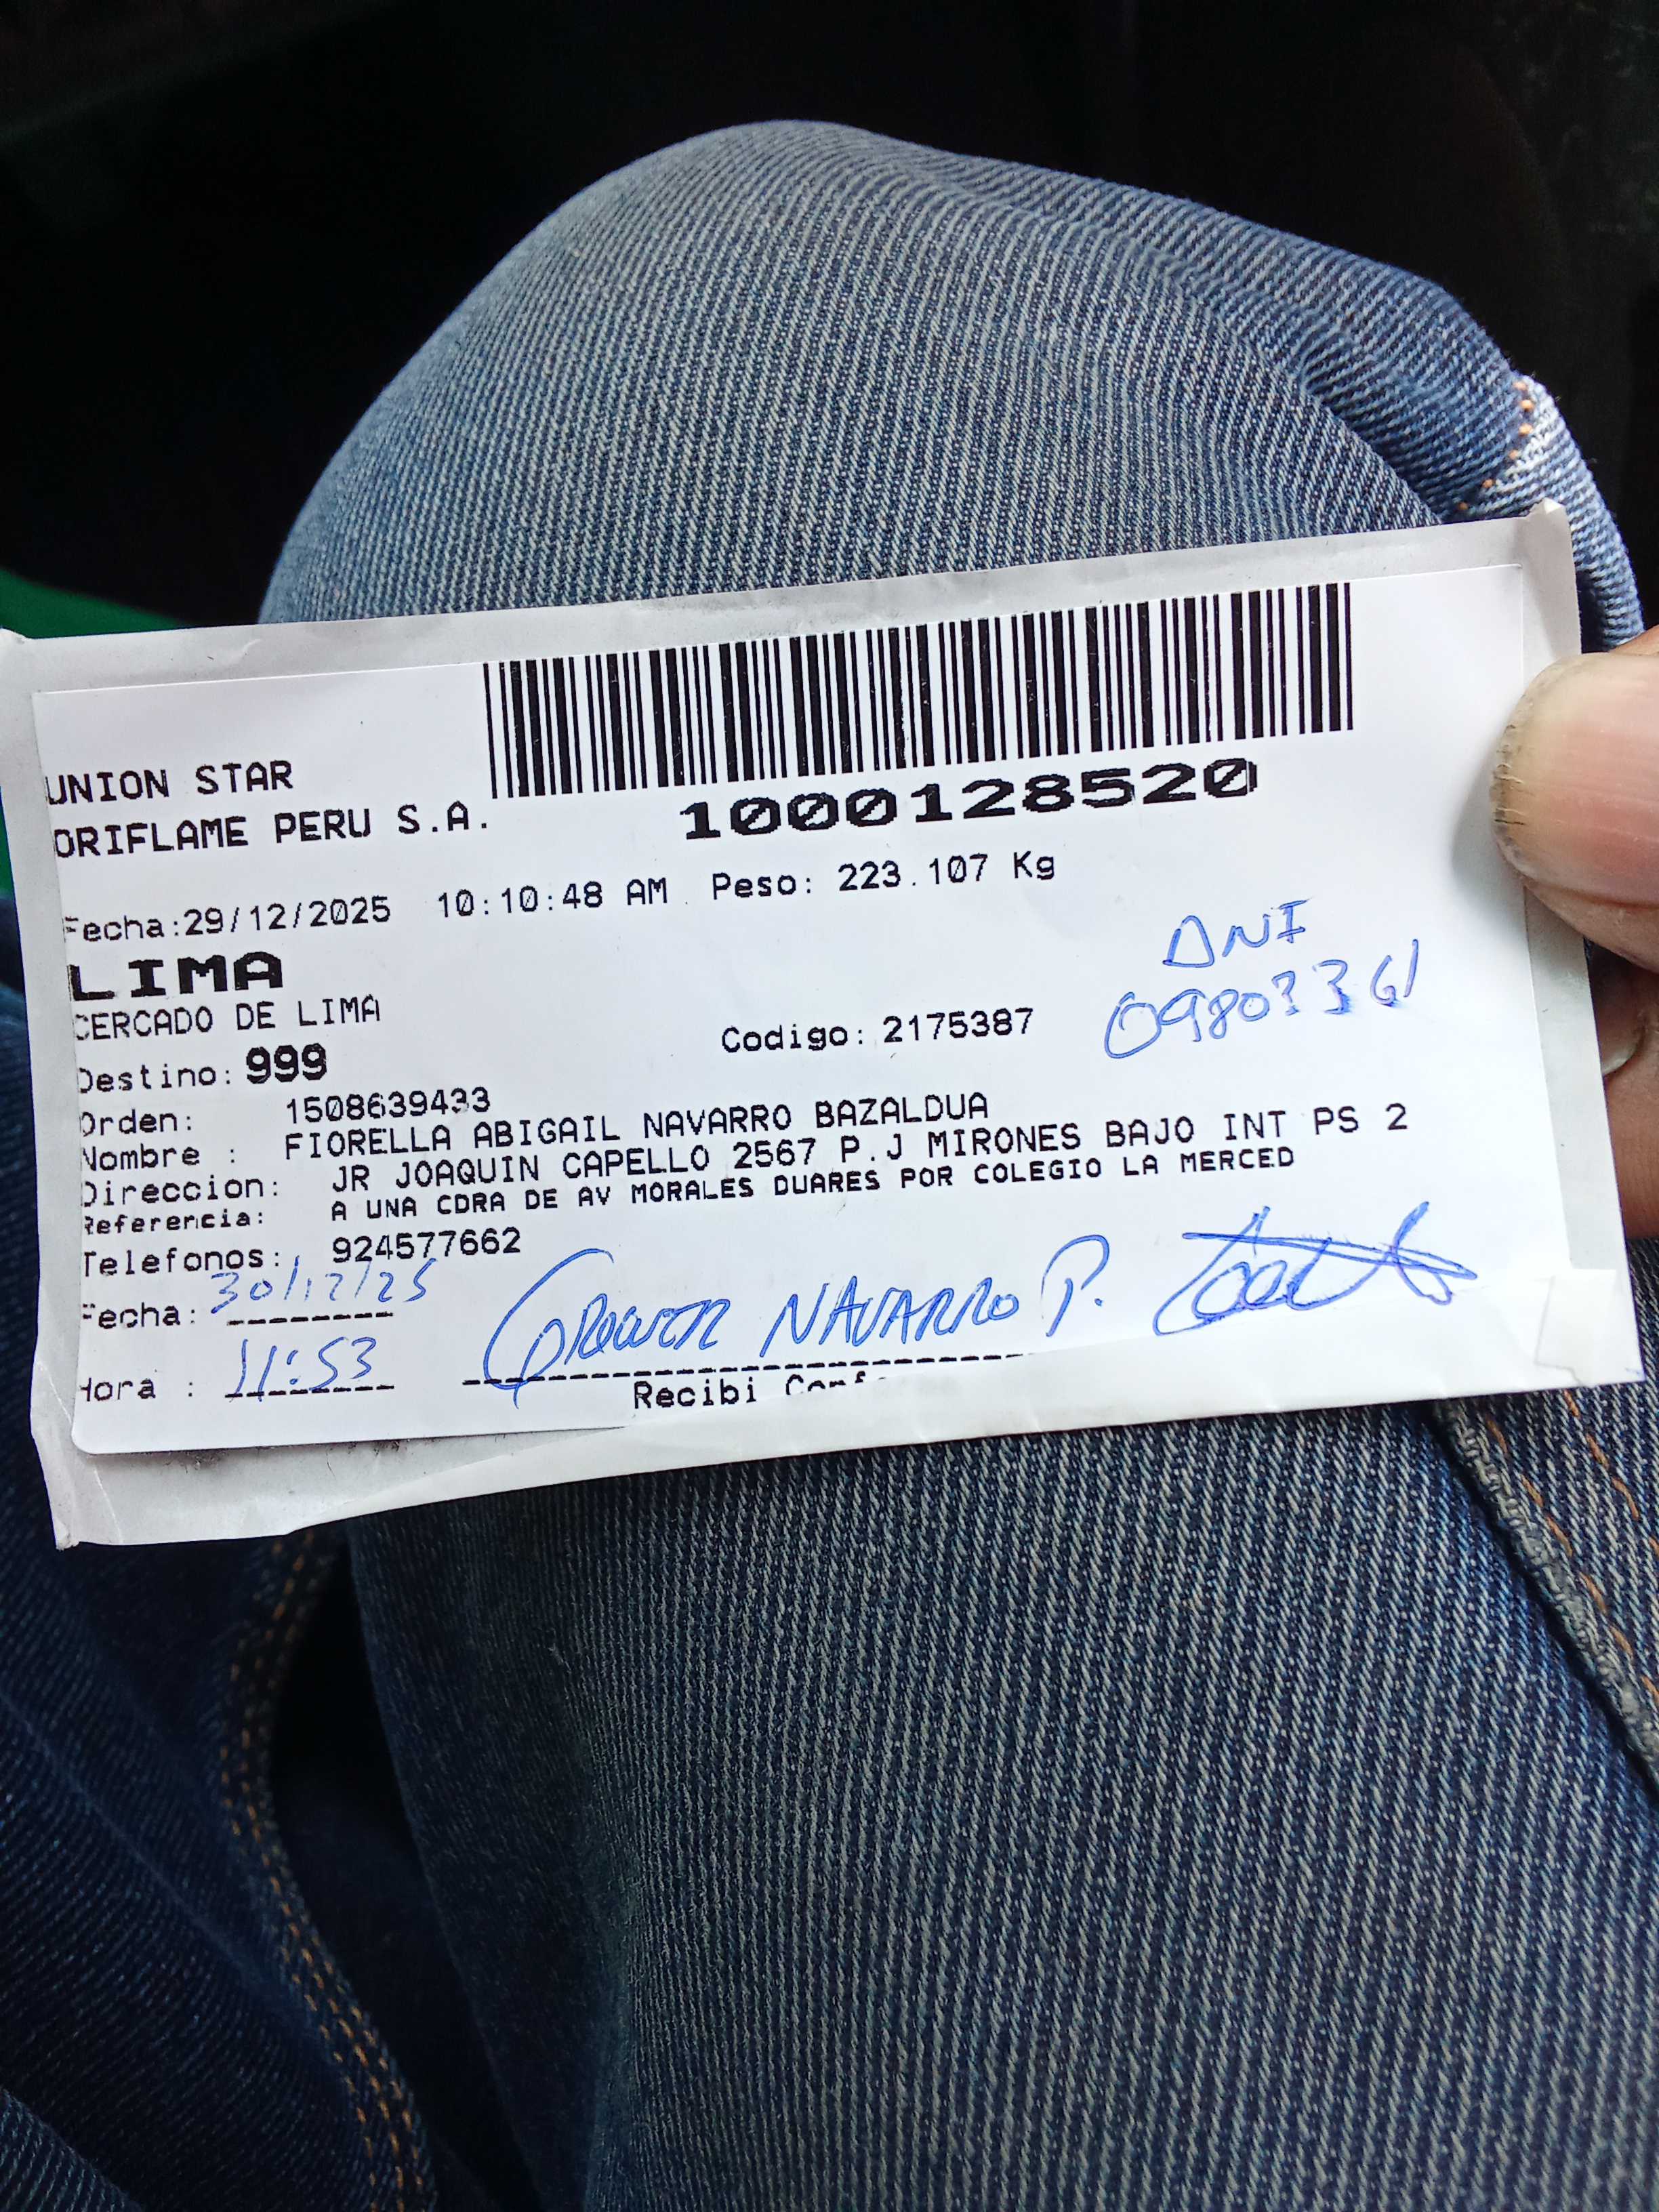 UNION STAR
ORIFLAME PERU S.A.
1000128520
Fecha:29/12/2025 10:10:48 AM Peso: 223.107 Kg
LIMA
CERCADO DE LIMA
DNI
Destino: 999 Codigo: 2175387
Orden: 1508639433
Nombre : FIORELLA ABIGAIL NAVARRO BAZALDUA
Direccion: JR JOAQUIN CAPELLO 2567 P.J MIRONES BAJO INT PS 2
Referencia: A UNA CDRA DE AV MORALES DUARES POR COLEGIO LA MERCED
Telefonos: 924577662
Fecha: 30/12/25
NAVARRO P.
Hora : 11:53
Recibi